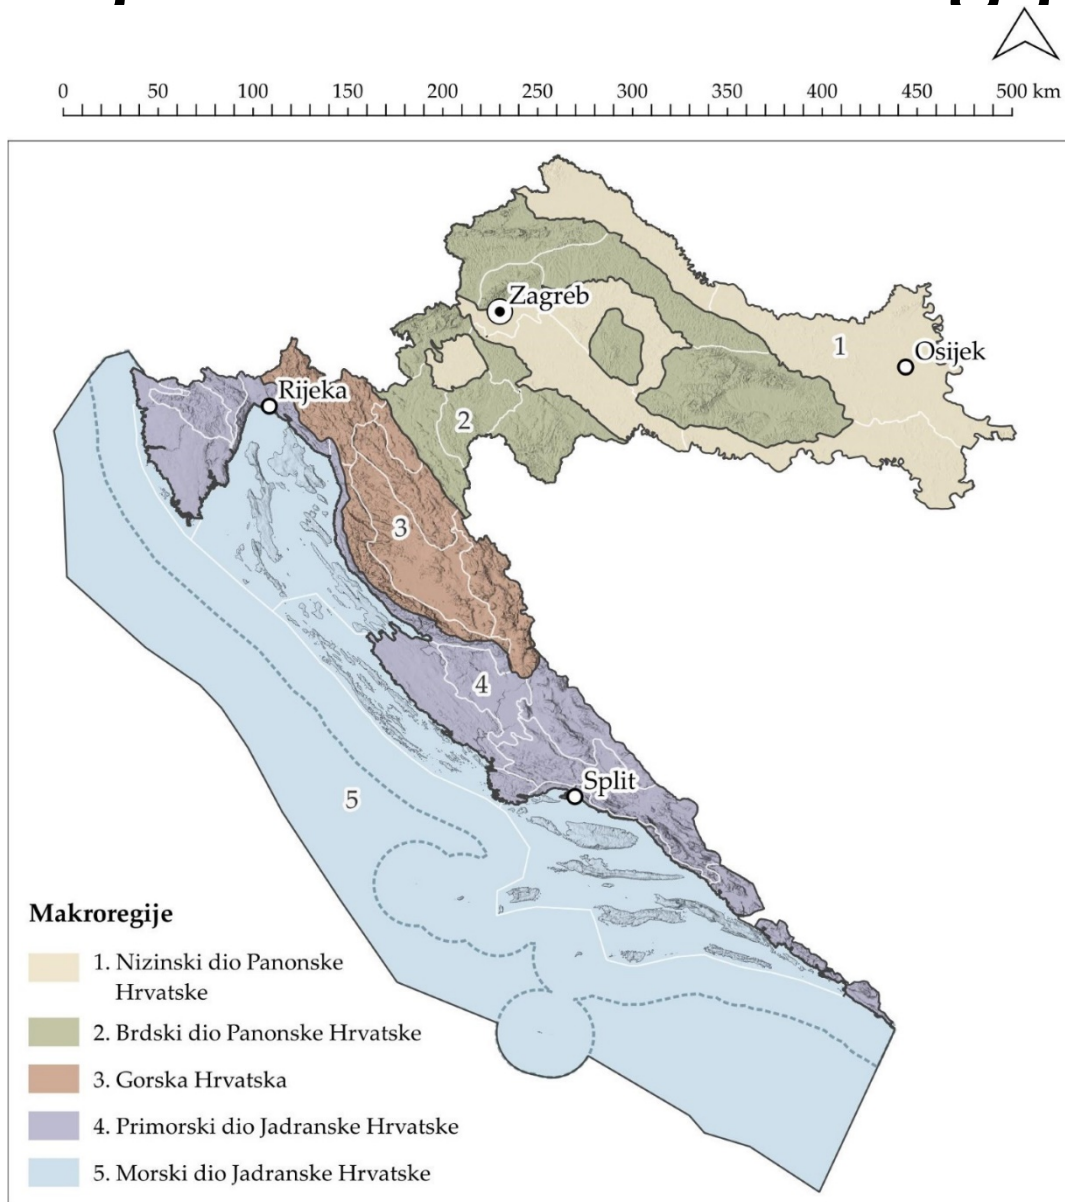 0 50 100 150 200 250 300 350 400 450 500 km
Zagreb
1
Osijek
Rijeka
2
3
4
Split
5
Makroregije
1. Nizinski dio Panonske
Hrvatske
2. Brdski dio Panonske Hrvatske
3. Gorska Hrvatska
4. Primorski dio Jadranske Hrvatske
5. Morski dio Jadranske Hrvatske